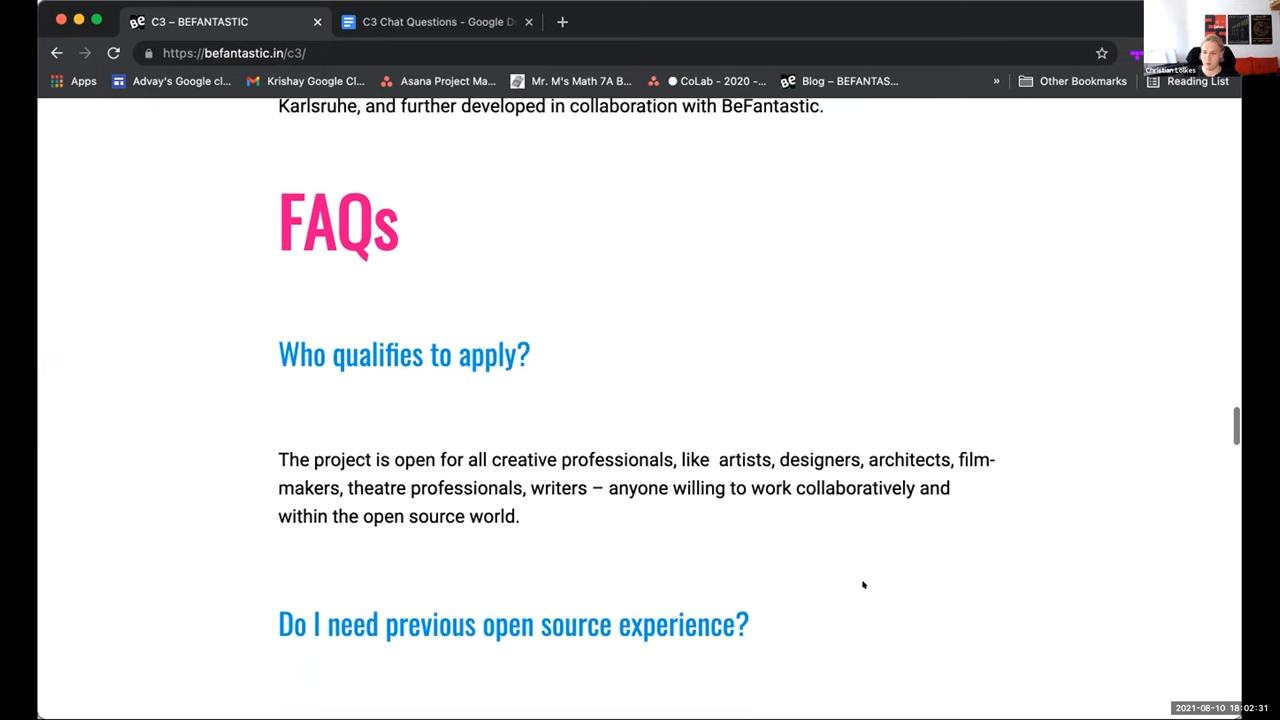 C3 – BEFANTASTIC
C3 Chat Questions - Google D
https://befantastic.in/c3/
Apps
Advay's Google cl...
Krishay Google Cl...
Asana Property Ma...
Mr. M's Math 7A B...
CoLab - 2020 -...
Blog – BEFANTAS...
»
Other Bookmarks
Reading List
Christian Lölkes
Karlsruhe, and further developed in collaboration with BeFantastic.
FAQs
Who qualifies to apply?
The project is open for all creative professionals, like  artists, designers, architects, film-
makers, theatre professionals, writers – anyone willing to work collaboratively and
within the open source world.
Do I need previous open source experience?
2021-08-10 18:02:31